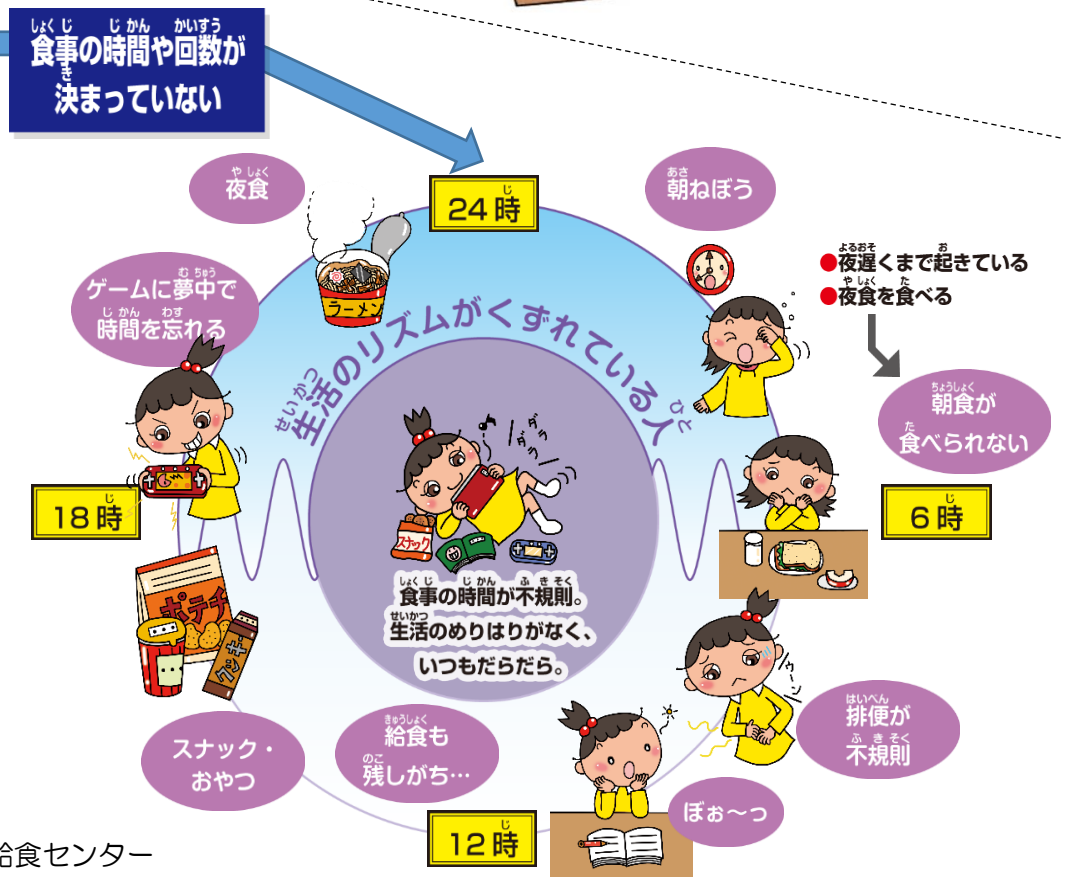 食事の時間や回数が
決まっていない
夜食
24時
朝ねぼう
●夜遅くまで起きている
●夜食を食べる
ゲームに夢中で
時間を忘れる
ラーメン
生活のリズムがくずれている人
朝食が
食べられない
ダラ
ダラ
18時
6時
スナック
食事の時間が不規則。
生活のめりはりがなく、
いつもだらだら。
ポテチ
クッキー
ウーン
排便が
不規則
スナック・
おやつ
給食も
残しがち…
ぼぉ〜っ
12時
給食センター